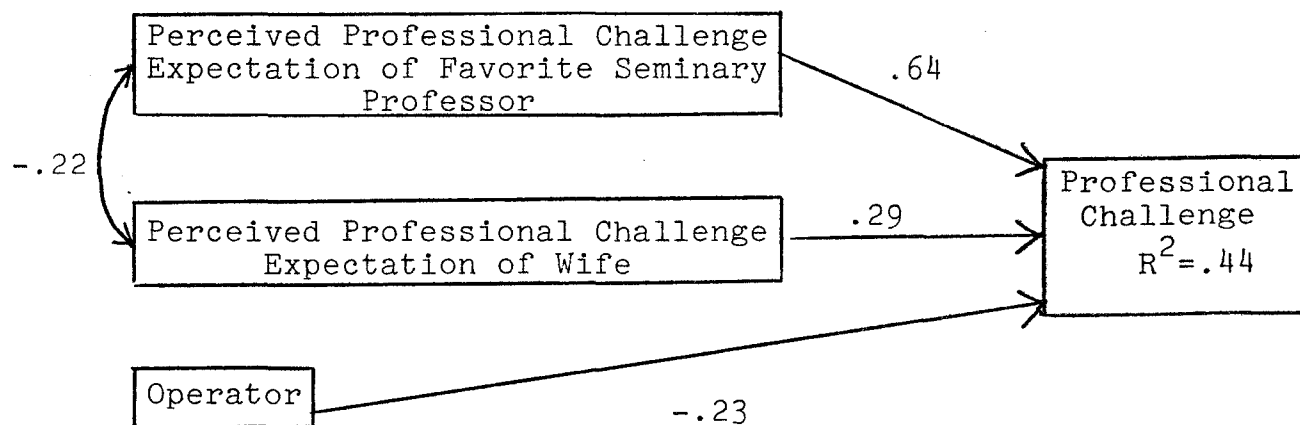 Perceived Professional Challenge
Expectation of Favorite Seminary
Professor
.64
-.22
Professional
Challenge
R²=.44
Perceived Professional Challenge
Expectation of Wife
.29
Operator
-.23